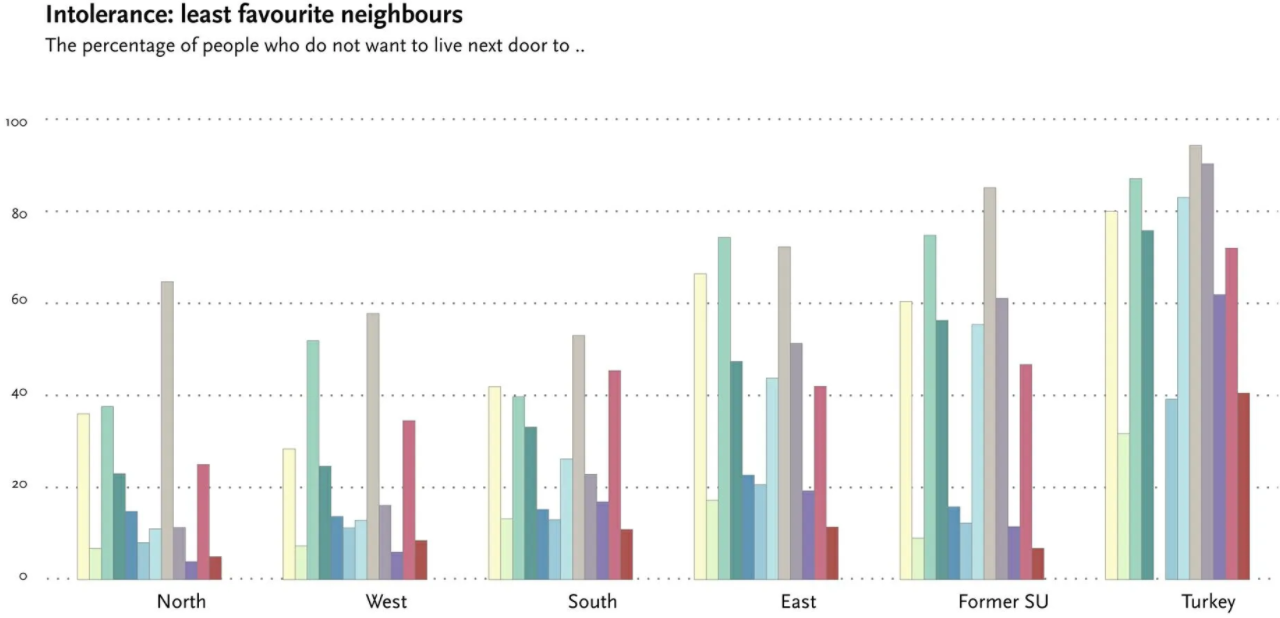 Intolerance: least favourite neighbours
The percentage of people who do not want to live next door to ..
100
80
60
40
20
0
North West South East Former SU Turkey